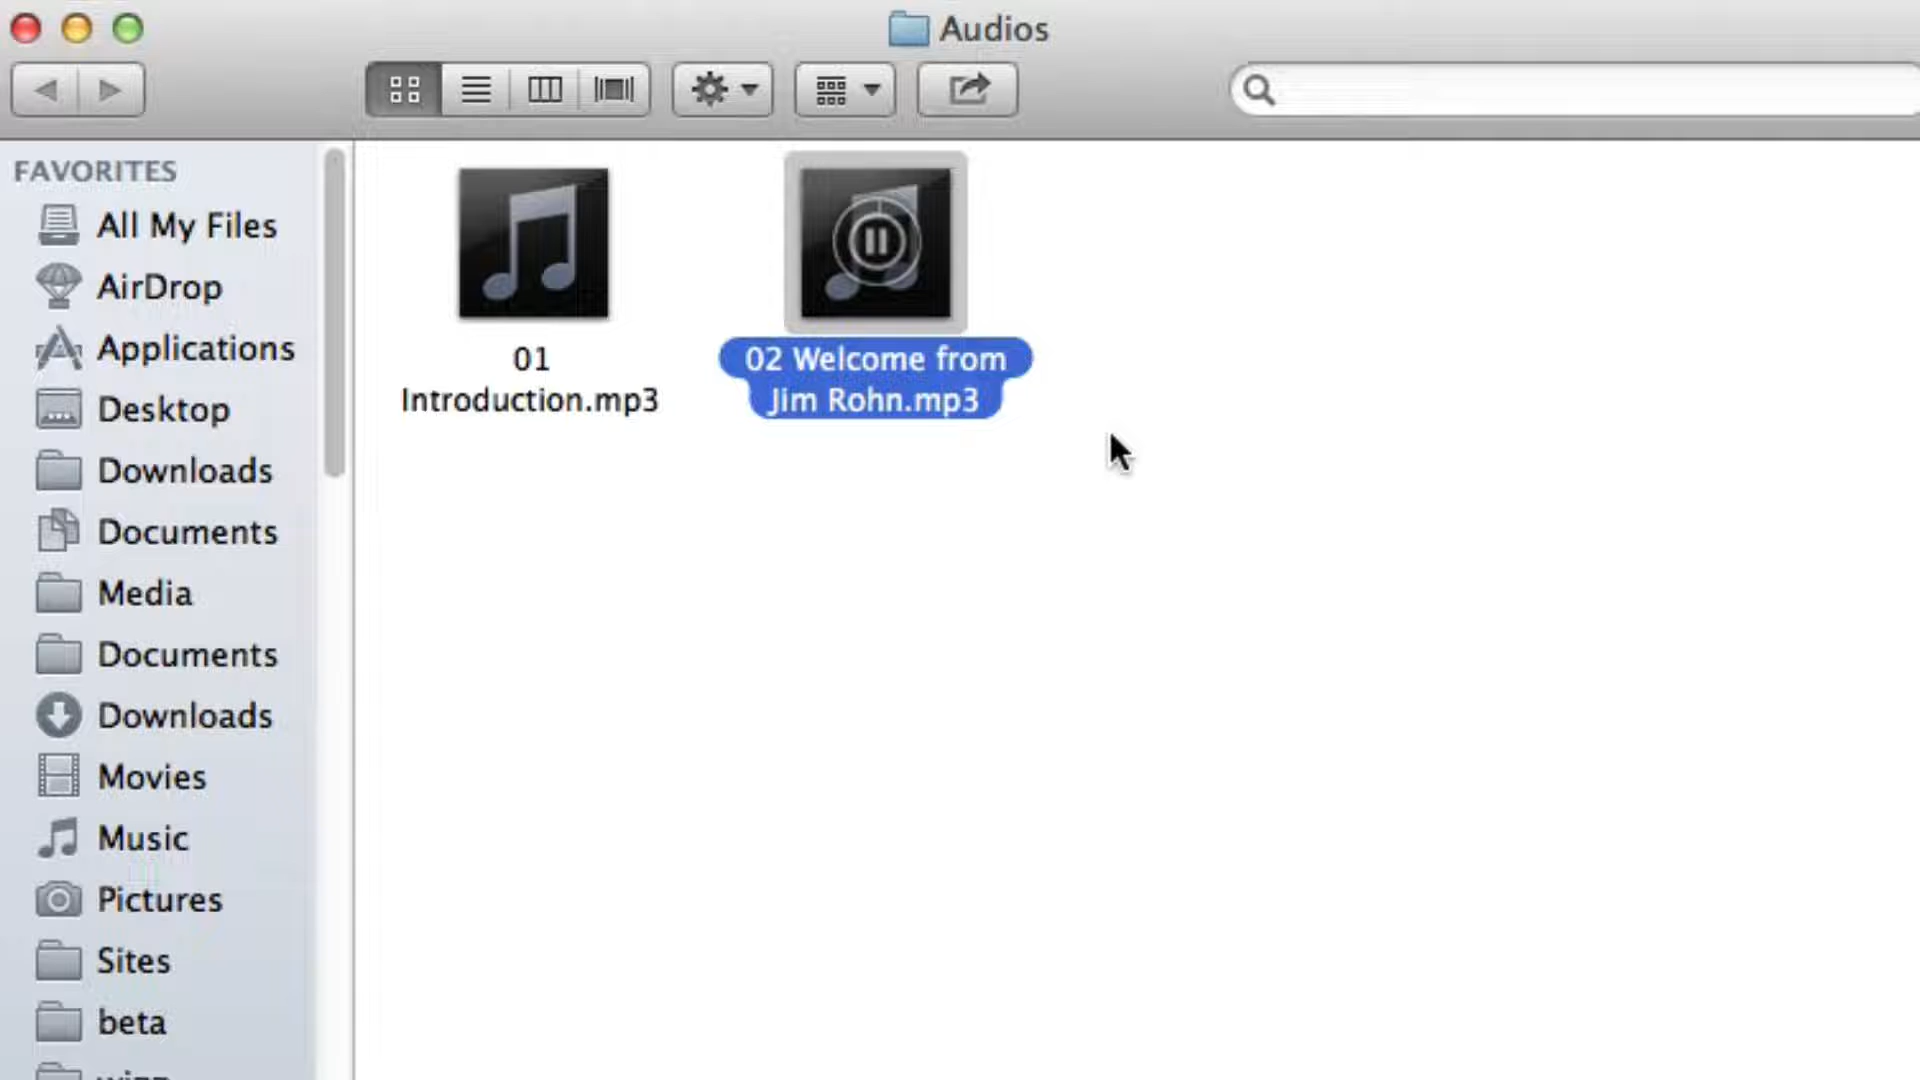 Audios
FAVORITES
All My Files
AirDrop
Applications
Desktop
Downloads
Documents
Media
Documents
Downloads
Movies
Music
Pictures
Sites
beta
01
Introduction.mp3
02 Welcome from
Jim Rohn.mp3